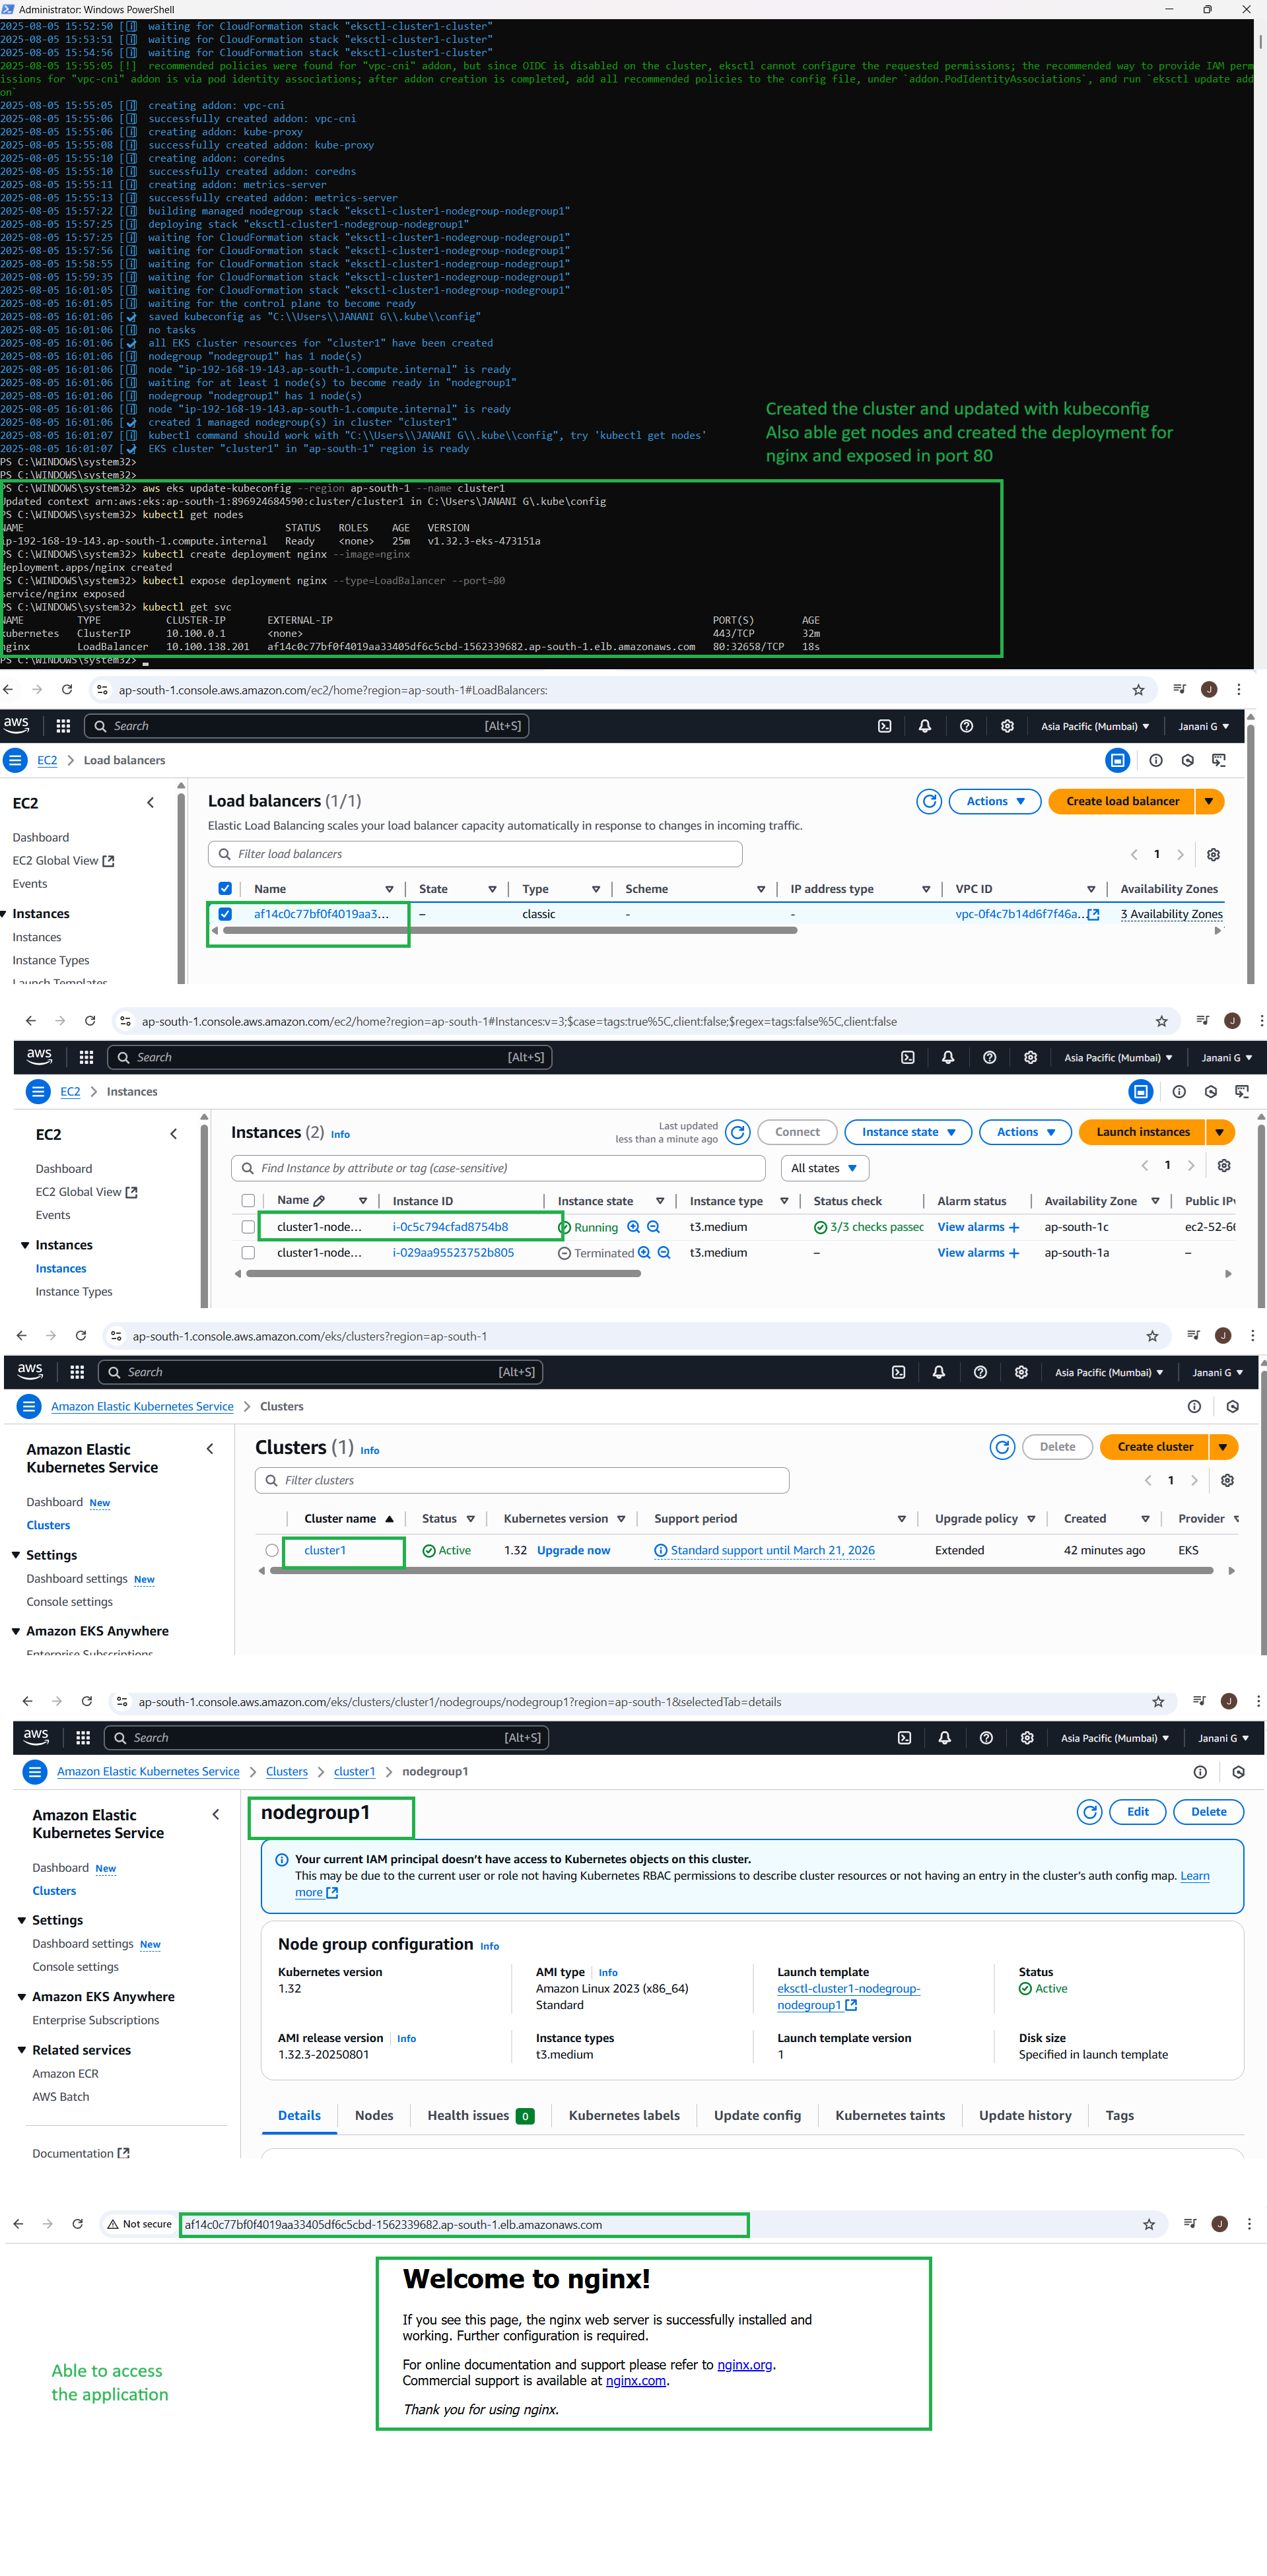 Administrator: Windows PowerShell
2025-08-05 15:52:50 [i]  waiting for CloudFormation stack "eksctl-cluster1-cluster"
2025-08-05 15:53:51 [i]  waiting for CloudFormation stack "eksctl-cluster1-cluster"
2025-08-05 15:54:56 [i]  waiting for CloudFormation stack "eksctl-cluster1-cluster"
2025-08-05 15:55:05 [!]  recommended policies were found for "vpc-cni" addon, but since OIDC is disabled on the cluster, eksctl cannot configure the requested permissions; the recommended way to provide IAM perm
issions for "vpc-cni" addon is via pod identity associations; after addon creation is completed, add all recommended policies to the config file, under `addon.PodIdentityAssociations`, and run `eksctl update add
on`
2025-08-05 15:55:05 [i]  creating addon: vpc-cni
2025-08-05 15:55:06 [i]  successfully created addon: vpc-cni
2025-08-05 15:55:06 [i]  creating addon: kube-proxy
2025-08-05 15:55:08 [i]  successfully created addon: kube-proxy
2025-08-05 15:55:10 [i]  creating addon: coredns
2025-08-05 15:55:10 [i]  successfully created addon: coredns
2025-08-05 15:55:11 [i]  creating addon: metrics-server
2025-08-05 15:55:13 [i]  successfully created addon: metrics-server
2025-08-05 15:57:22 [i]  building managed nodegroup stack "eksctl-cluster1-nodegroup-nodegroup1"
2025-08-05 15:57:25 [i]  deploying stack "eksctl-cluster1-nodegroup-nodegroup1"
2025-08-05 15:57:25 [i]  waiting for CloudFormation stack "eksctl-cluster1-nodegroup-nodegroup1"
2025-08-05 15:57:56 [i]  waiting for CloudFormation stack "eksctl-cluster1-nodegroup-nodegroup1"
2025-08-05 15:58:55 [i]  waiting for CloudFormation stack "eksctl-cluster1-nodegroup-nodegroup1"
2025-08-05 15:59:35 [i]  waiting for CloudFormation stack "eksctl-cluster1-nodegroup-nodegroup1"
2025-08-05 16:01:05 [i]  waiting for CloudFormation stack "eksctl-cluster1-nodegroup-nodegroup1"
2025-08-05 16:01:05 [i]  waiting for the control plane to become ready
2025-08-05 16:01:06 [✔]  saved kubeconfig as "C:\\Users\\JANANI G\\.kube\\config"
2025-08-05 16:01:06 [i]  no tasks
2025-08-05 16:01:06 [✔]  all EKS cluster resources for "cluster1" have been created
2025-08-05 16:01:06 [i]  nodegroup "nodegroup1" has 1 node(s)
2025-08-05 16:01:06 [i]  node "ip-192-168-19-143.ap-south-1.compute.internal" is ready
2025-08-05 16:01:06 [i]  waiting for at least 1 node(s) to become ready in "nodegroup1"
2025-08-05 16:01:06 [i]  nodegroup "nodegroup1" has 1 node(s)
2025-08-05 16:01:06 [i]  node "ip-192-168-19-143.ap-south-1.compute.internal" is ready
2025-08-05 16:01:06 [✔]  created 1 managed nodegroup(s) in cluster "cluster1"
2025-08-05 16:01:07 [i]  kubectl command should work with "C:\\Users\\JANANI G\\.kube\\config", try 'kubectl get nodes'
2025-08-05 16:01:07 [✔]  EKS cluster "cluster1" in "ap-south-1" region is ready
Created the cluster and updated with kubeconfig
Also able get nodes and created the deployment for
nginx and exposed in port 80
PS C:\WINDOWS\system32>
PS C:\WINDOWS\system32>
PS C:\WINDOWS\system32> aws eks update-kubeconfig --region ap-south-1 --name cluster1
Updated context arn:aws:eks:ap-south-1:896924684590:cluster/cluster1 in C:\Users\JANANI G\.kube\config
PS C:\WINDOWS\system32> kubectl get nodes
NAME STATUS ROLES AGE VERSION
ip-192-168-19-143.ap-south-1.compute.internal Ready <none> 25m v1.32.3-eks-473151a
PS C:\WINDOWS\system32> kubectl create deployment nginx --image=nginx
deployment.apps/nginx created
PS C:\WINDOWS\system32> kubectl expose deployment nginx --type=LoadBalancer --port=80
service/nginx exposed
PS C:\WINDOWS\system32> kubectl get svc
NAME TYPE CLUSTER-IP EXTERNAL-IP PORT(S) AGE
kubernetes ClusterIP 10.100.0.1 <none> 443/TCP 32m
nginx LoadBalancer 10.100.138.201 af14c0c77bf0f4019aa33405df6c5cbd-1562339682.ap-south-1.elb.amazonaws.com 80:32658/TCP 18s
PS C:\WINDOWS\system32>
ap-south-1.console.aws.amazon.com/ec2/home?region=ap-south-1#LoadBalancers:
J
aws Search [Alt+S] Asia Pacific (Mumbai) Janani G
EC2 > Load balancers
EC2
Dashboard
EC2 Global View
Events
Instances
Instances
Instance Types
Launch Templates
Load balancers (1/1) Actions Create load balancer
Elastic Load Balancing scales your load balancer capacity automatically in response to changes in incoming traffic.
Filter load balancers 1
Name State Type Scheme IP address type VPC ID Availability Zones
af14c0c77bf0f4019aa3... – classic - - vpc-0f4c7b14d6f7f46a... 3 Availability Zones
ap-south-1.console.aws.amazon.com/ec2/home?region=ap-south-1#Instances:v=3;$case=tags:true%5C,client:false;$regex=tags:false%5C,client:false
J
aws Search [Alt+S] Asia Pacific (Mumbai) Janani G
EC2 > Instances
EC2
Dashboard
EC2 Global View
Events
Instances
Instances
Instance Types
Instances (2) Info Last updated less than a minute ago Connect Instance state Actions Launch instances
Find Instance by attribute or tag (case-sensitive) All states 1
Name Instance ID Instance state Instance type Status check Alarm status Availability Zone Public IPv
cluster1-node... i-0c5c794cfad8754b8 Running t3.medium 3/3 checks passec View alarms + ap-south-1c ec2-52-66
cluster1-node... i-029aa95523752b805 Terminated t3.medium – View alarms + ap-south-1a –
ap-south-1.console.aws.amazon.com/eks/clusters?region=ap-south-1
J
aws Search [Alt+S] Asia Pacific (Mumbai) Janani G
Amazon Elastic Kubernetes Service > Clusters
Amazon Elastic
Kubernetes Service
Dashboard New
Clusters
Settings
Dashboard settings New
Console settings
Amazon EKS Anywhere
Enterprise Subscriptions
Clusters (1) Info Delete Create cluster
Filter clusters 1
Cluster name Status Kubernetes version Support period Upgrade policy Created Provider
cluster1 Active 1.32 Upgrade now Standard support until March 21, 2026 Extended 42 minutes ago EKS
ap-south-1.console.aws.amazon.com/eks/clusters/cluster1/nodegroups/nodegroup1?region=ap-south-1&selectedTab=details
J
aws Search [Alt+S] Asia Pacific (Mumbai) Janani G
Amazon Elastic Kubernetes Service > Clusters > cluster1 > nodegroup1
Amazon Elastic
Kubernetes Service
Dashboard New
Clusters
Settings
Dashboard settings New
Console settings
Amazon EKS Anywhere
Enterprise Subscriptions
Related services
Amazon ECR
AWS Batch
Documentation
nodegroup1 Edit Delete
Your current IAM principal doesn't have access to Kubernetes objects on this cluster.
This may be due to the current user or role not having Kubernetes RBAC permissions to describe cluster resources or not having an entry in the cluster's auth config map. Learn
more
Node group configuration Info
Kubernetes version
1.32
AMI type Info
Amazon Linux 2023 (x86_64)
Standard
Launch template
eksctl-cluster1-nodegroup-
nodegroup1
Status
Active
AMI release version Info
1.32.3-20250801
Instance types
t3.medium
Launch template version
1
Disk size
Specified in launch template
Details Nodes Health issues 0 Kubernetes labels Update config Kubernetes taints Update history Tags
Not secure af14c0c77bf0f4019aa33405df6c5cbd-1562339682.ap-south-1.elb.amazonaws.com
J
Welcome to nginx!
If you see this page, the nginx web server is successfully installed and
working. Further configuration is required.
For online documentation and support please refer to nginx.org.
Commercial support is available at nginx.com.
Thank you for using nginx.
Able to access
the application